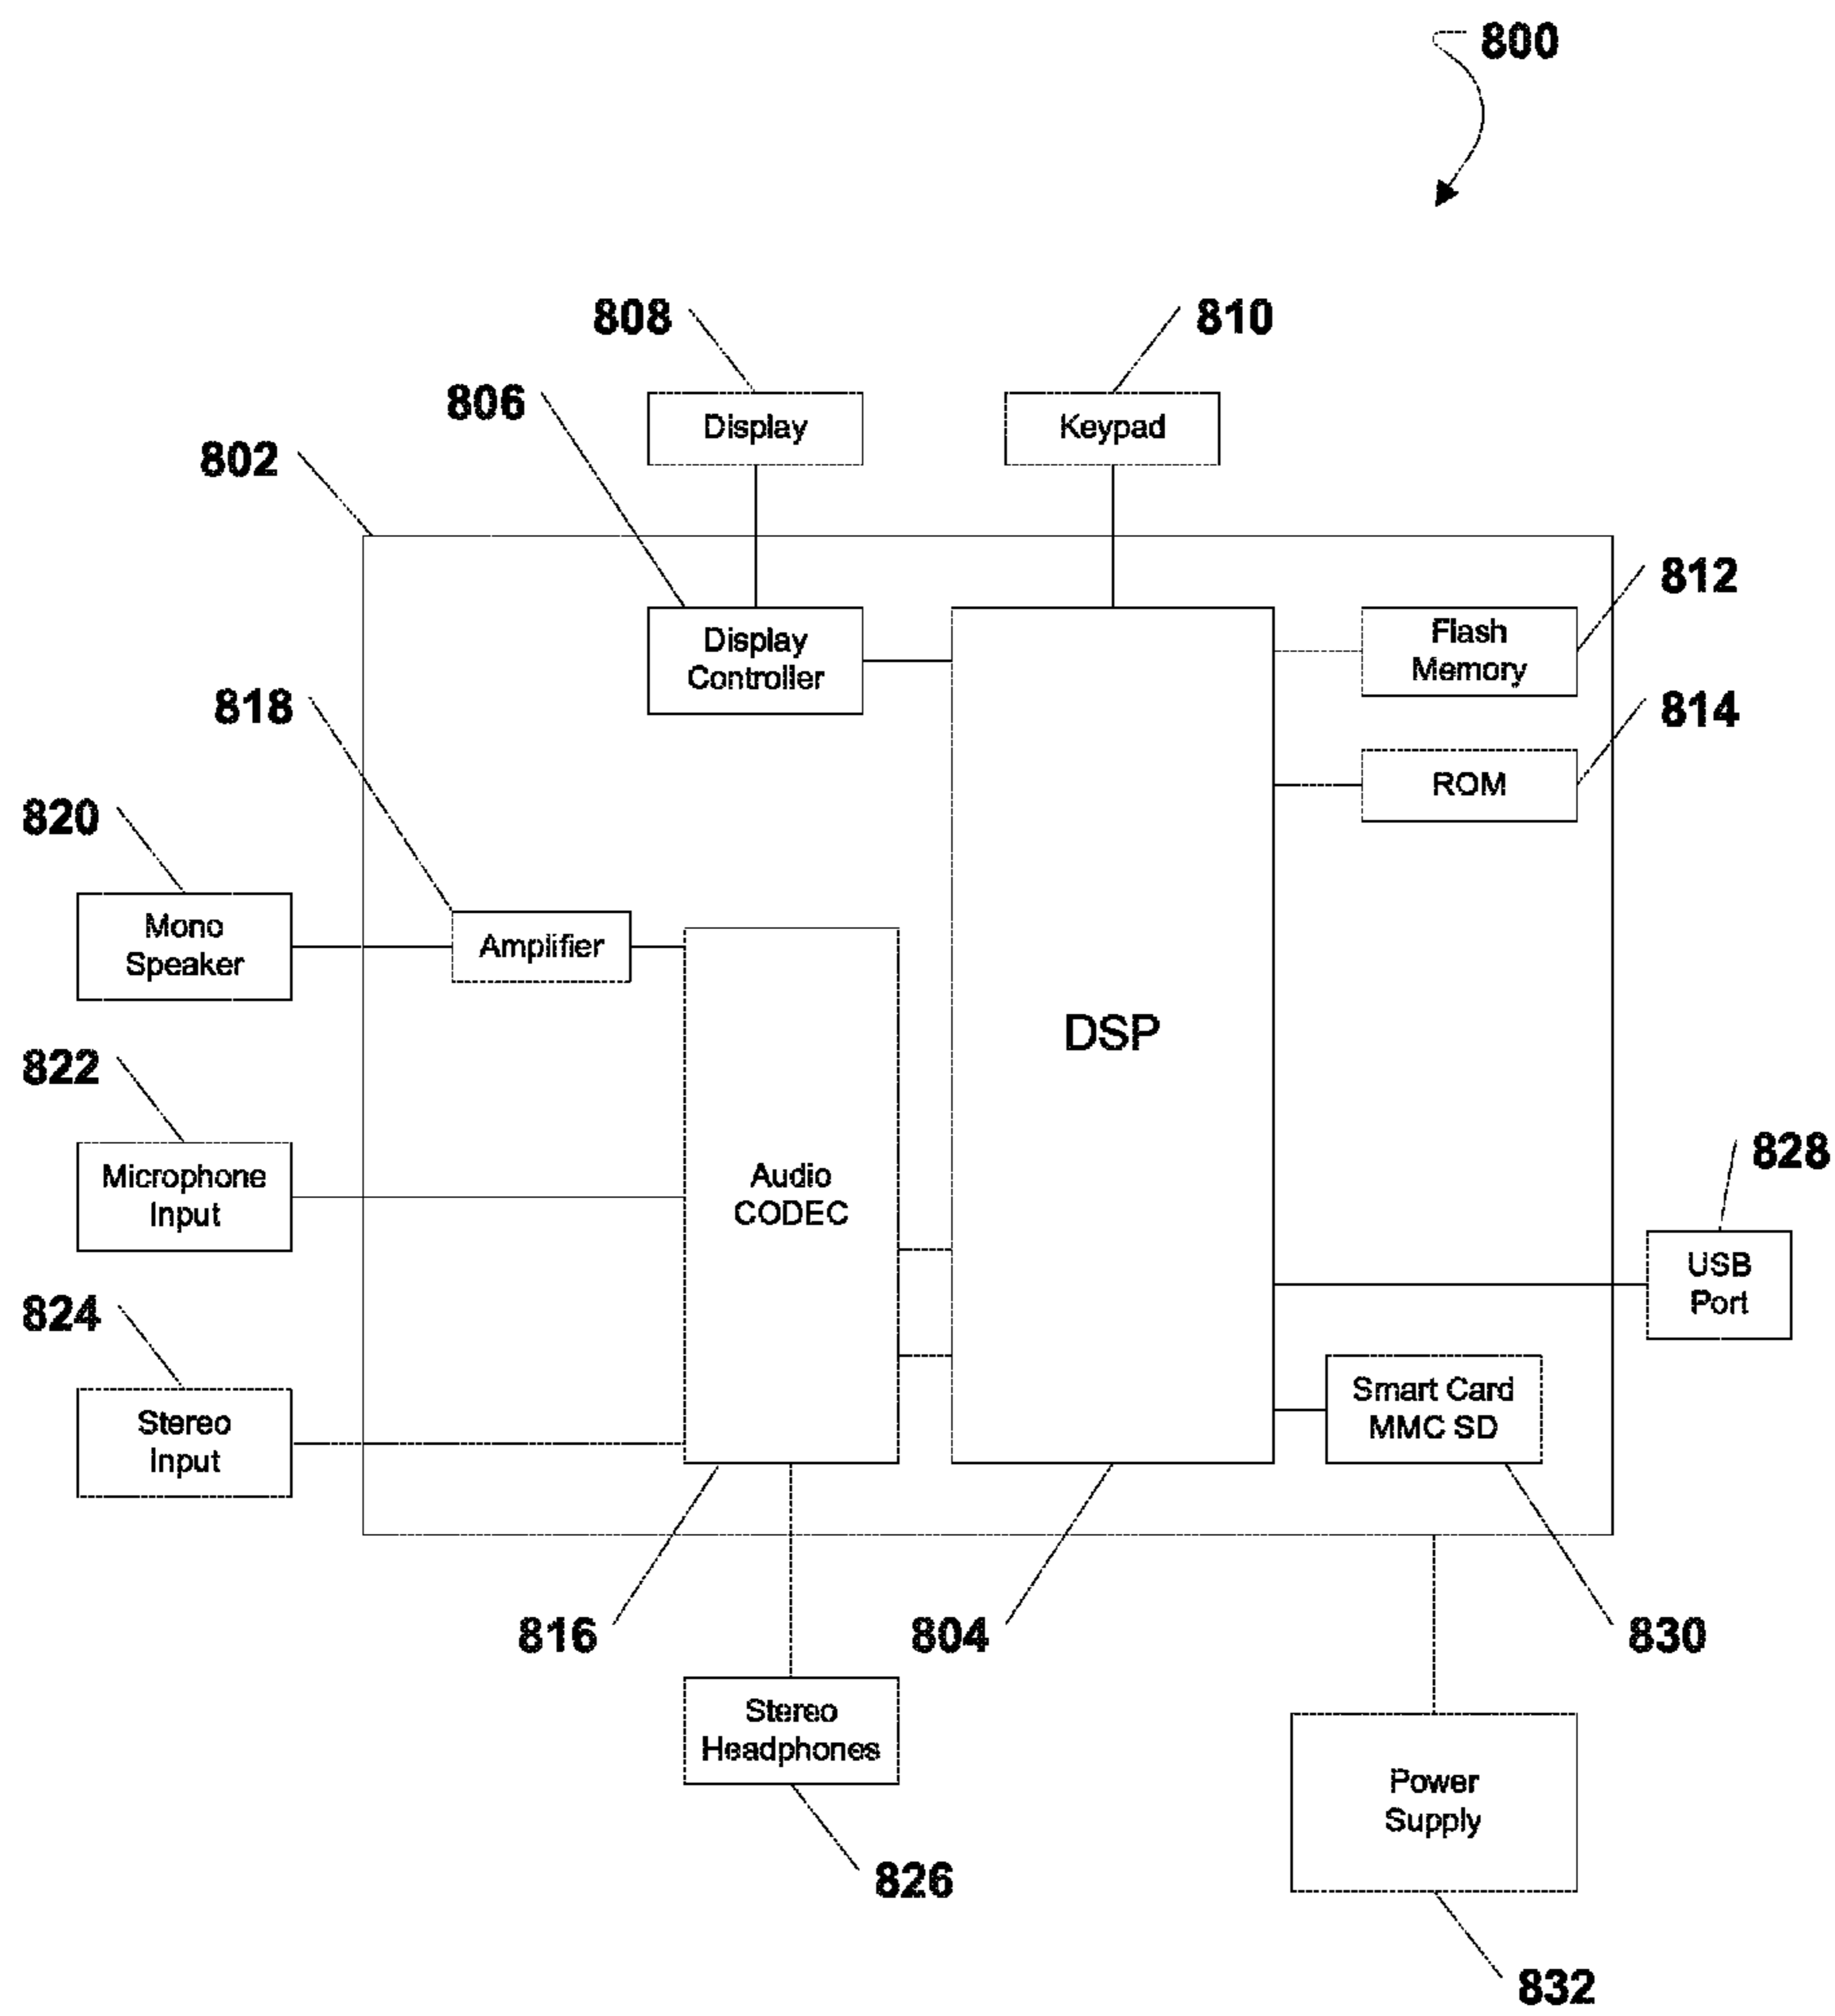 800
808
810
806
Display
Keypad
802
812
Flash
Memory
Display
Controller
818
814
ROM
820
Mono
Speaker
Amplifier
DSP
822
Microphone
Input
Audio
CODEC
828
USB
Port
824
Stereo
Input
Smart Card
MMC SD
816
804
830
Stereo
Headphones
Power
Supply
826
832